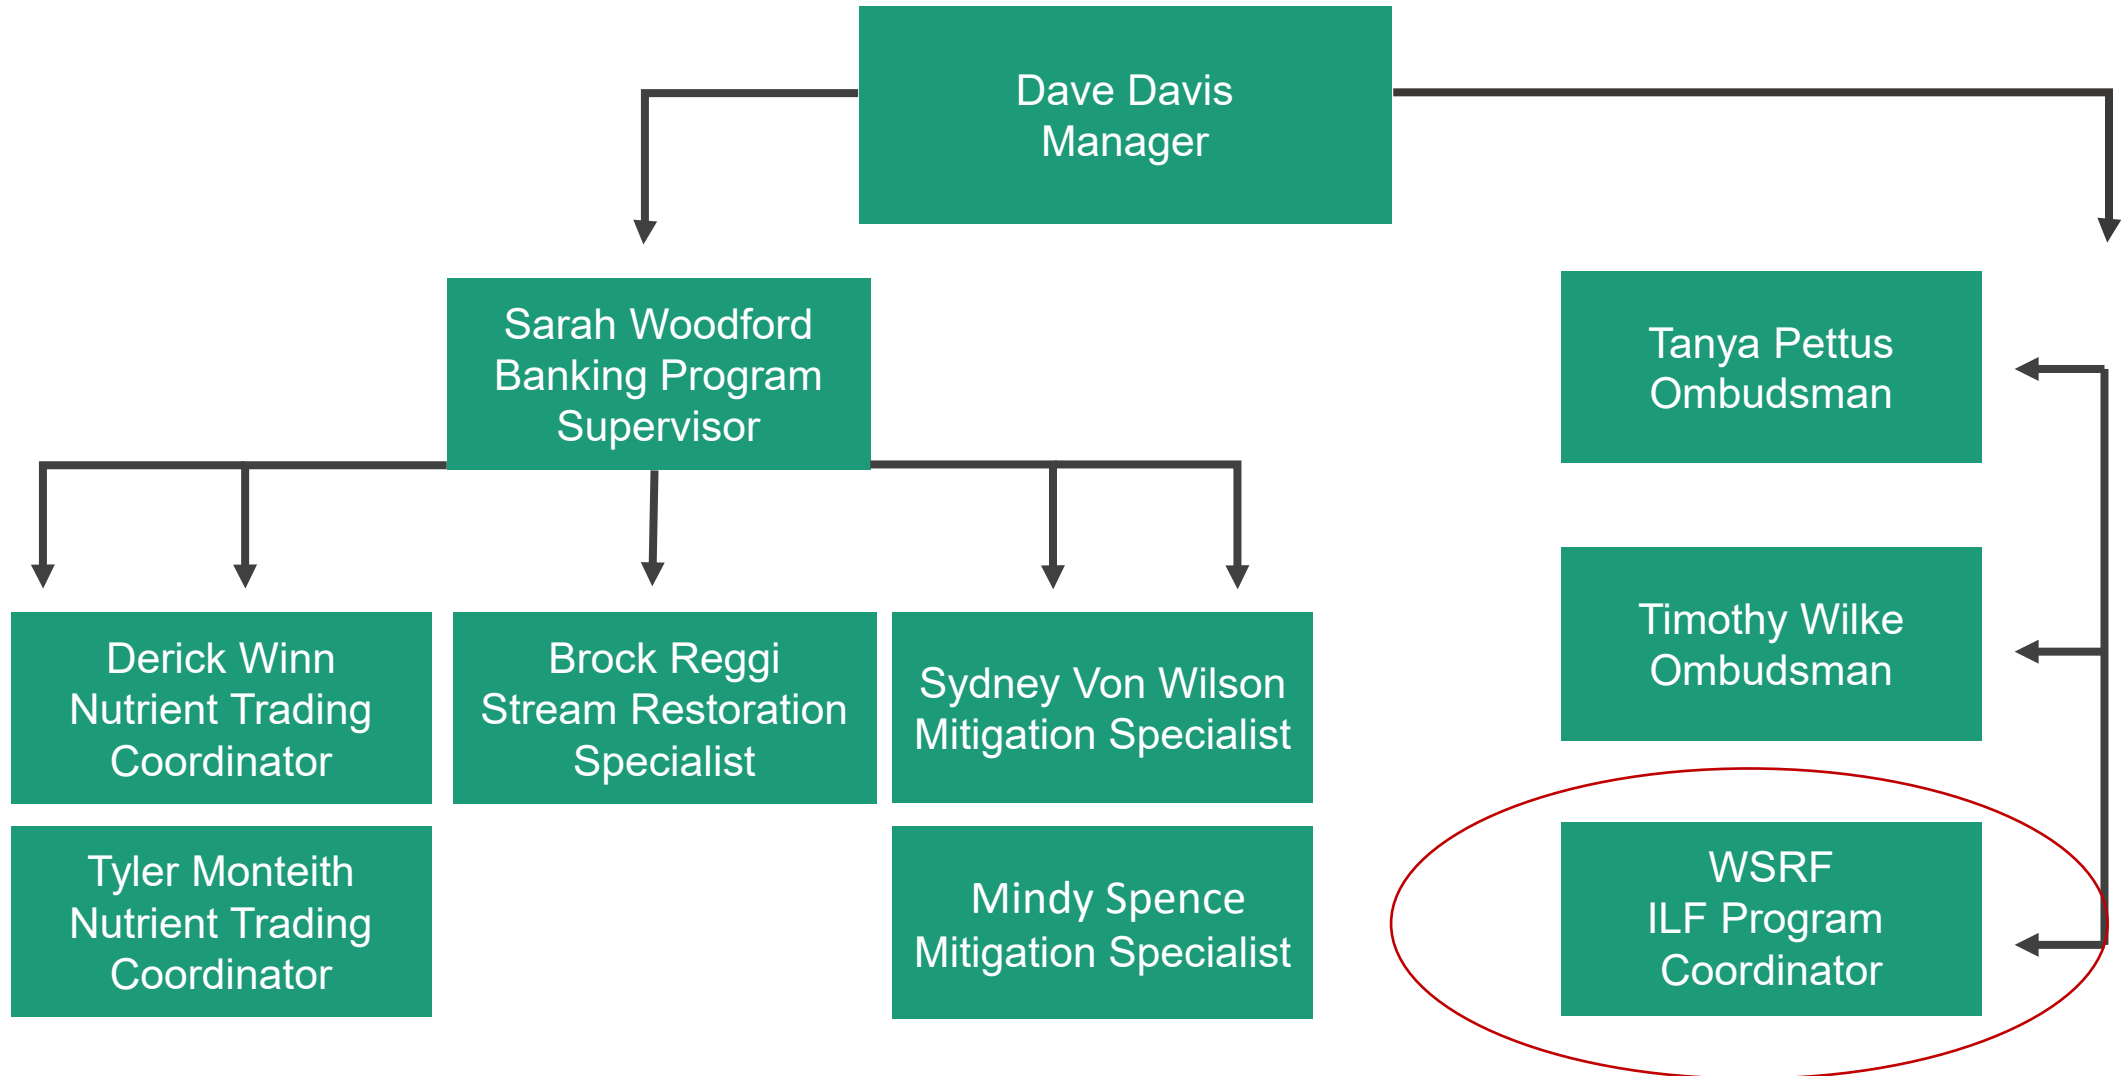 Dave Davis
Manager
Sarah Woodford
Banking Program
Supervisor
Tanya Pettus
Ombudsman
Timothy Wilke
Ombudsman
Derick Winn
Nutrient Trading
Coordinator
Brock Reggi
Stream Restoration
Specialist
Sydney Von Wilson
Mitigation Specialist
Tyler Monteith
Nutrient Trading
Coordinator
Mindy Spence
Mitigation Specialist
WSRF
ILF Program
Coordinator